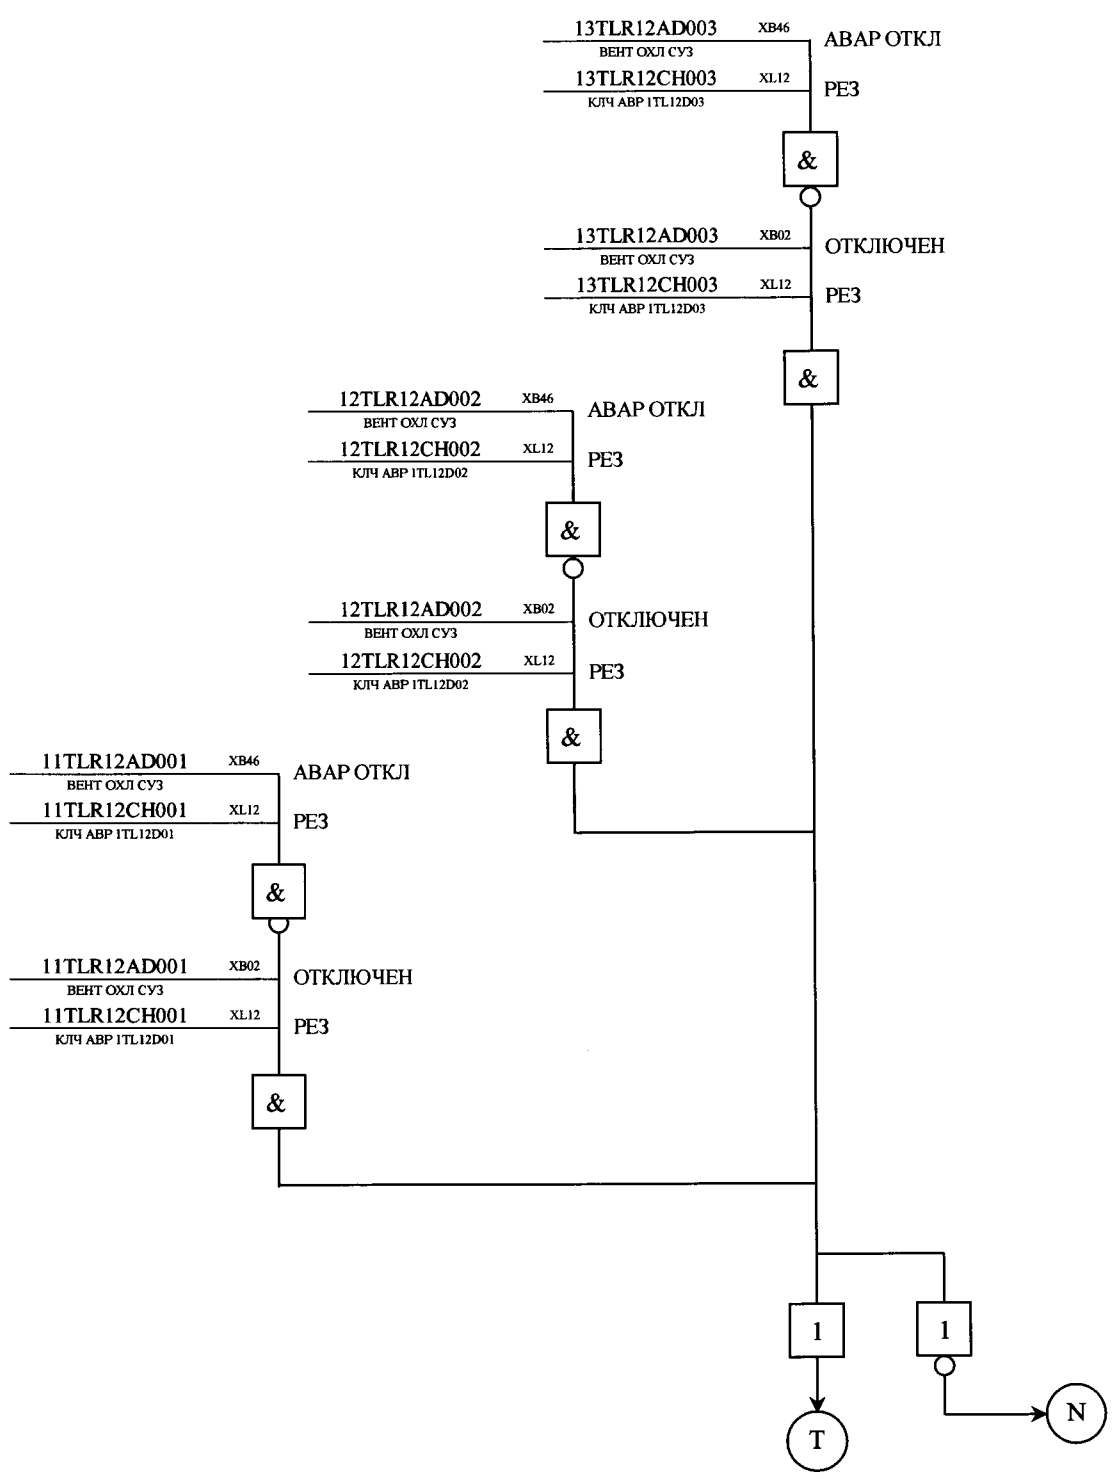 13TLR12AD003 XB46 АВАР ОТКЛ
ВЕНТ ОХЛ СУЗ
13TLR12CH003 XL12 РЕЗ
КЛЧ АВР 1TL12D03
&
13TLR12AD003 XB02 ОТКЛЮЧЕН
ВЕНТ ОХЛ СУЗ
13TLR12CH003 XL12 РЕЗ
КЛЧ АВР 1TL12D03
&
12TLR12AD002 XB46 АВАР ОТКЛ
ВЕНТ ОХЛ СУЗ
12TLR12CH002 XL12 РЕЗ
КЛЧ АВР 1TL12D02
&
12TLR12AD002 XB02 ОТКЛЮЧЕН
ВЕНТ ОХЛ СУЗ
12TLR12CH002 XL12 РЕЗ
КЛЧ АВР 1TL12D02
&
11TLR12AD001 XB46 АВАР ОТКЛ
ВЕНТ ОХЛ СУЗ
11TLR12CH001 XL12 РЕЗ
КЛЧ АВР 1TL12D01
&
11TLR12AD001 XB02 ОТКЛЮЧЕН
ВЕНТ ОХЛ СУЗ
11TLR12CH001 XL12 РЕЗ
КЛЧ АВР 1TL12D01
&
1 1
T N